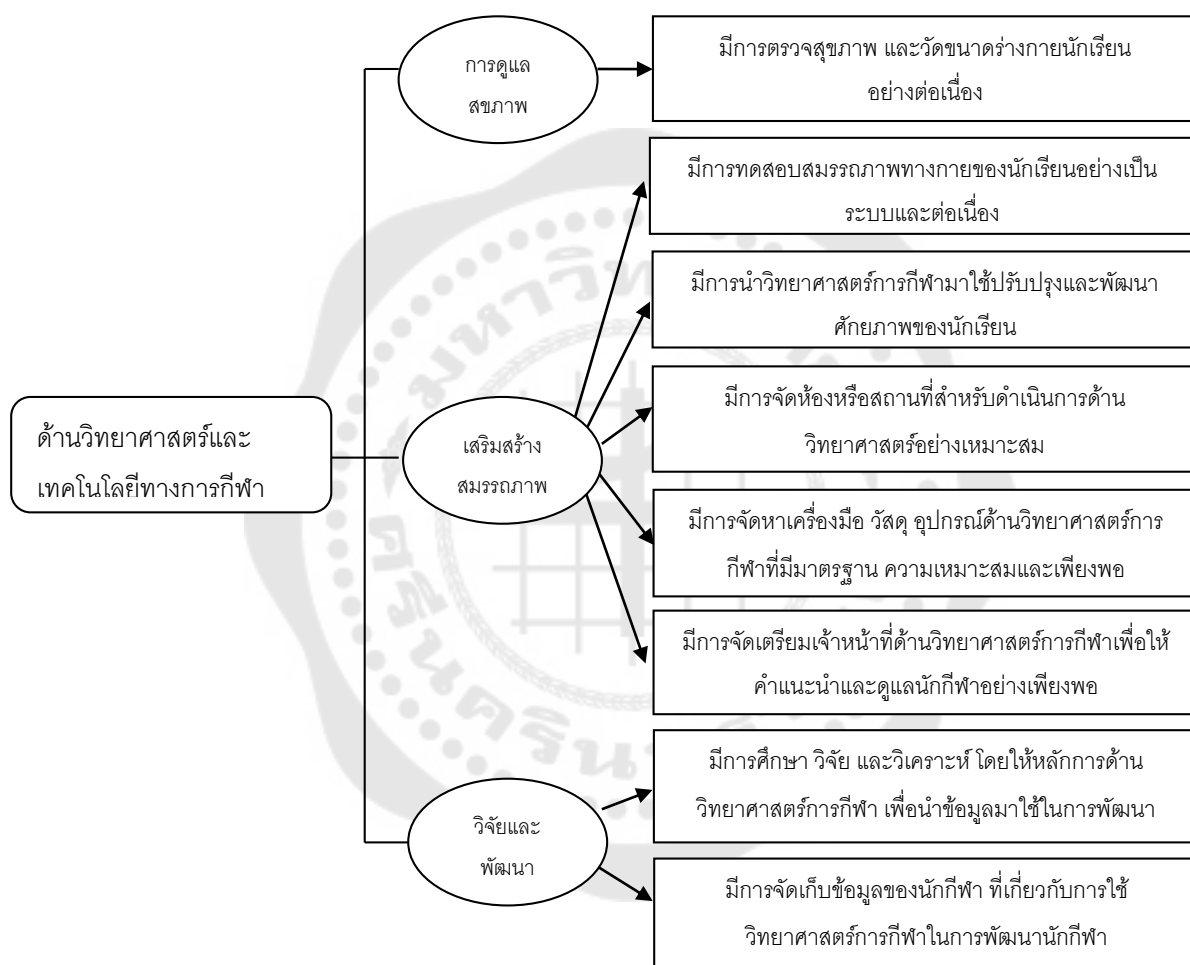 การดูแล
สขภาพ
มีการตรวจสุขภาพ และวัดขนาดร่างกายนักเรียน
อย่างต่อเนื่อง
มีการทดสอบสมรรถภาพทางกายของนักเรียนอย่างเป็น
ระบบและต่อเนื่อง
มีการนำวิทยาศาสตร์การกีฬามาใช้ปรับปรุงและพัฒนา
ศักยภาพของนักเรียน
มีการจัดห้องหรือสถานที่สำหรับดำเนินการด้าน
วิทยาศาสตร์อย่างเหมาะสม
ด้านวิทยาศาสตร์และ
เทคโนโลยีทางการกีฬา
เสริมสร้าง
สมรรถภาพ
มีการจัดหาเครื่องมือ วัสดุ อุปกรณ์ด้านวิทยาศาสตร์การ
กีฬาที่มีมาตรฐาน ความเหมาะสมและเพียงพอ
มีการจัดเตรียมเจ้าหน้าที่ด้านวิทยาศาสตร์การกีฬาเพื่อให้
คำแนะนำและดูแลนักกีฬาอย่างเพียงพอ
วิจัยและ
พัฒนา
มีการศึกษา วิจัย และวิเคราะห์ โดยให้หลักการด้าน
วิทยาศาสตร์การกีฬา เพื่อนำข้อมูลมาใช้ในการพัฒนา
มีการจัดเก็บข้อมูลของนักกีฬา ที่เกี่ยวกับการใช้
วิทยาศาสตร์การกีฬาในการพัฒนานักกีฬา